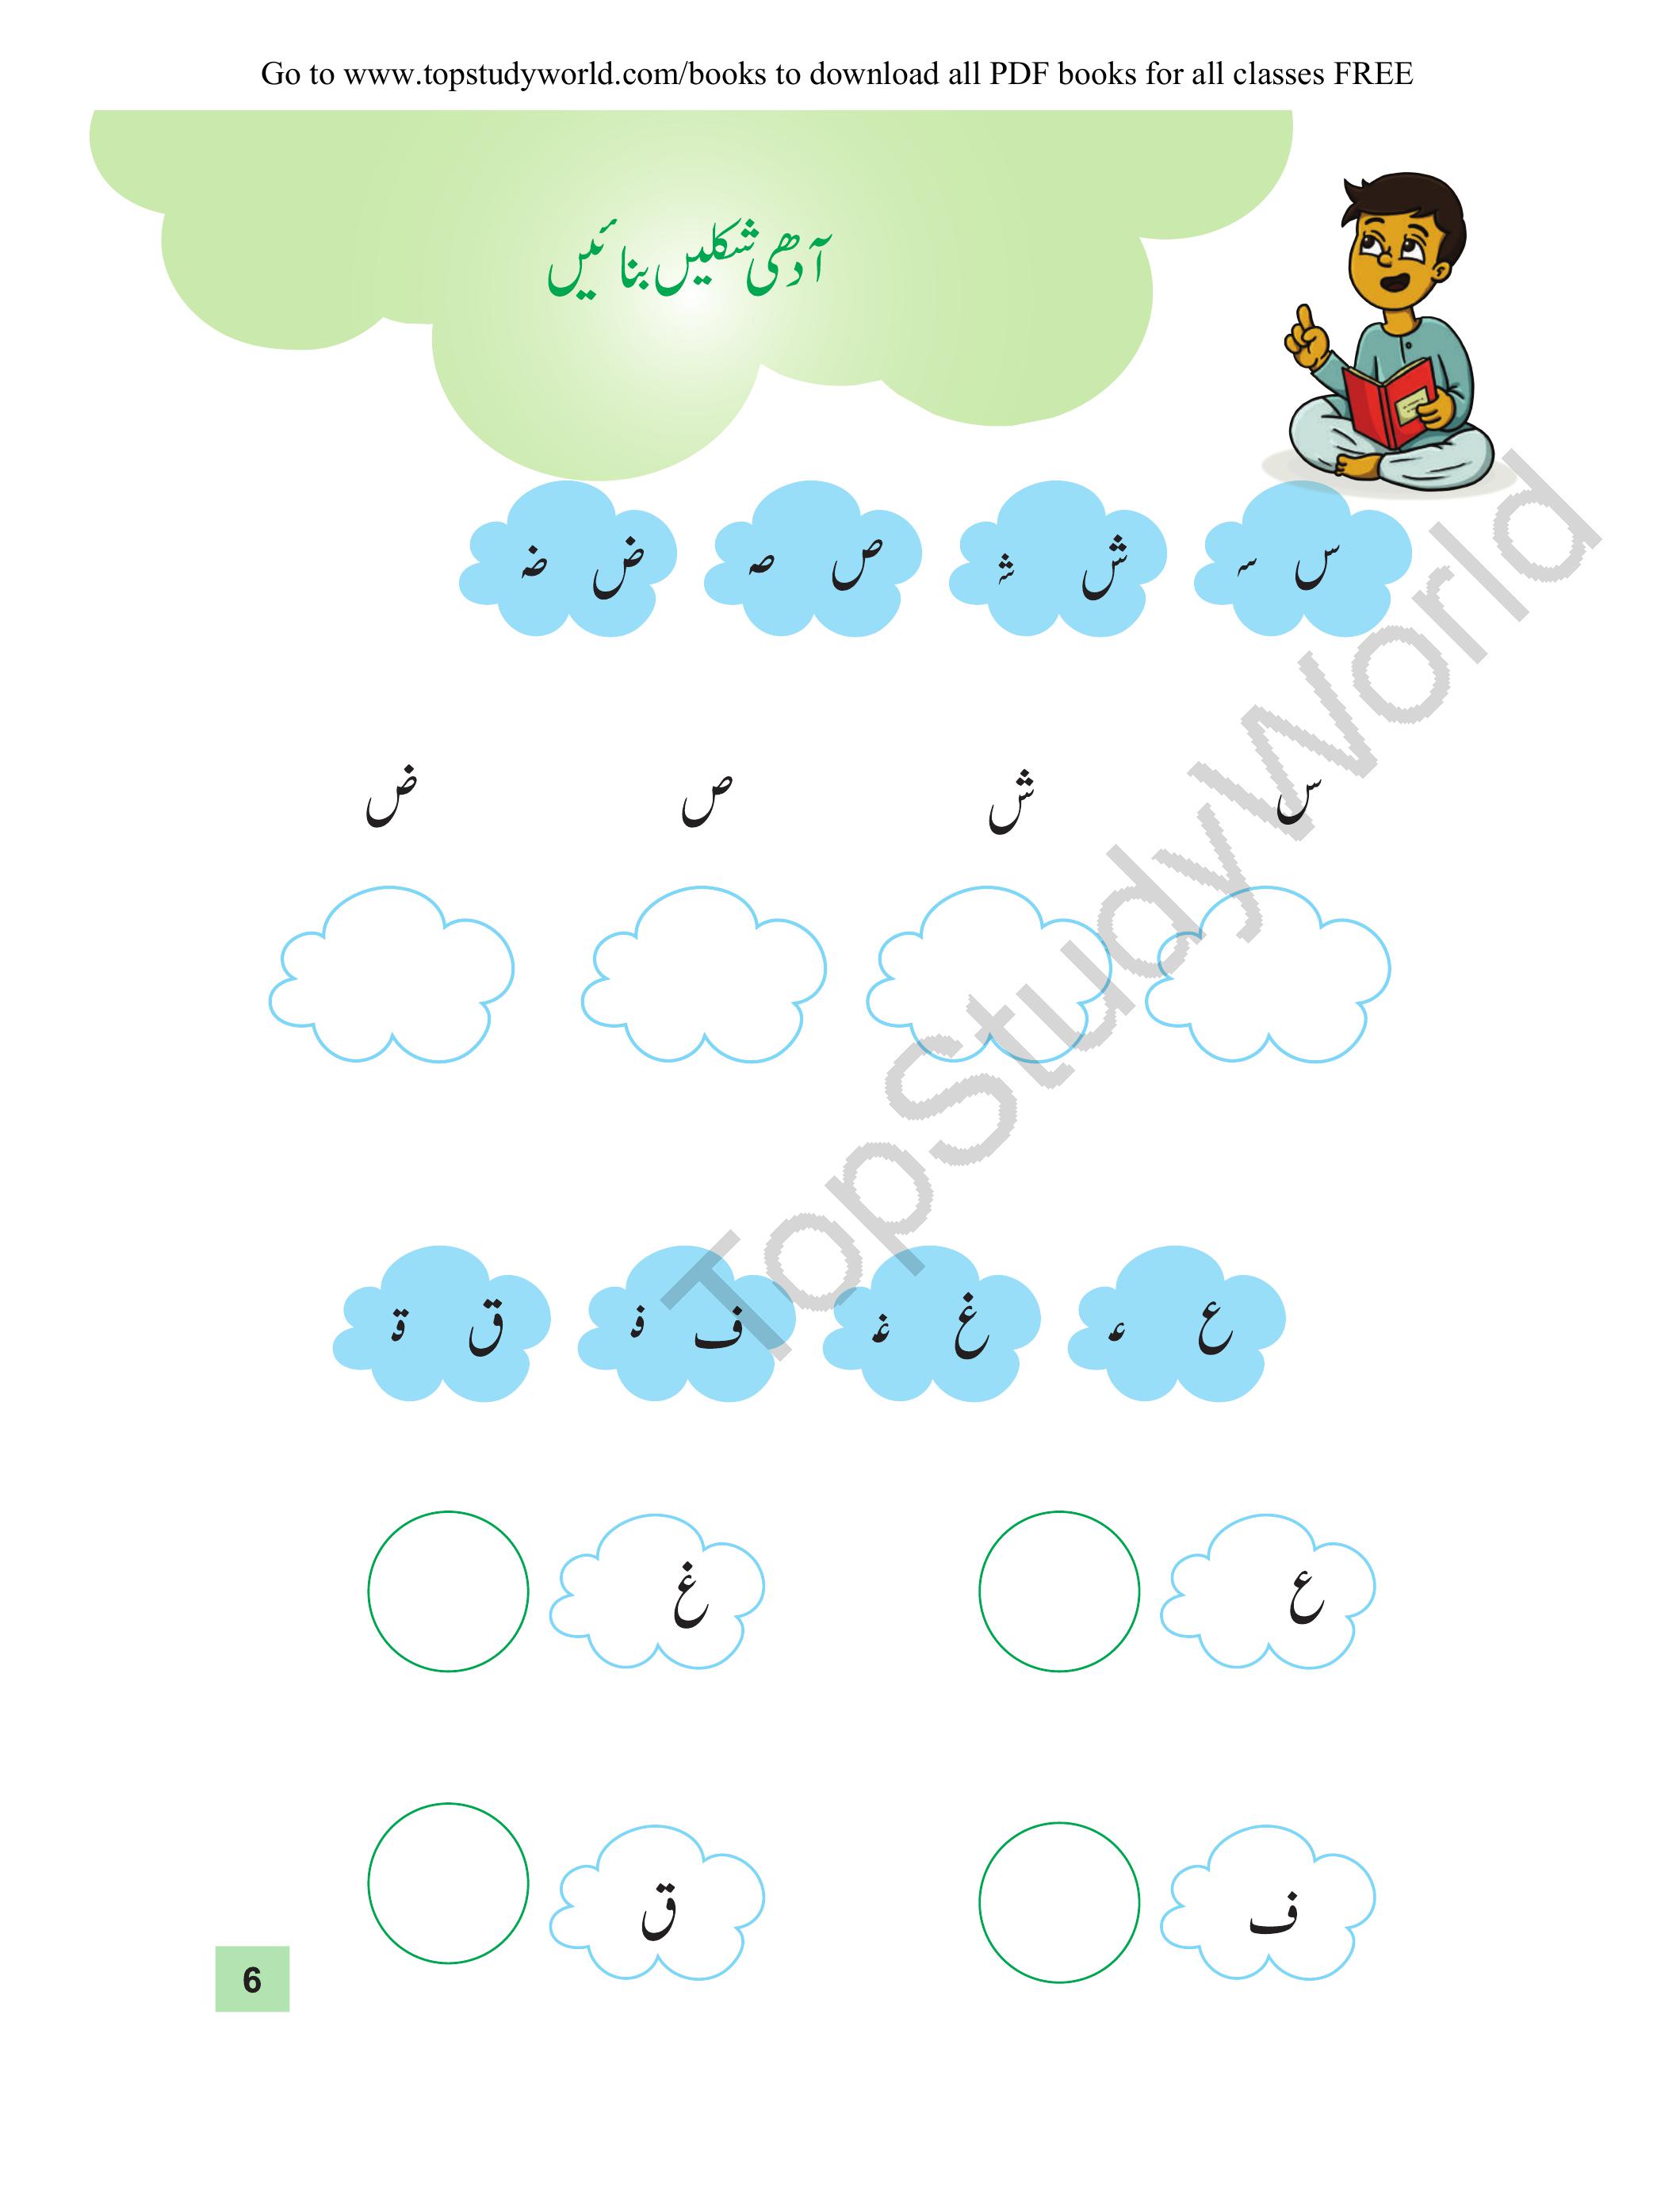 Go to www.topstudyworld.com/books to download all PDF books for all classes FREE
آدھی شکلیں بنائیں
س سـ ش شـ ص صـ ض ضـ
س ش ص ض
ع عـ غ غـ ف فـ ق قـ
ع غ
ف ق
6
TopStudyWorld